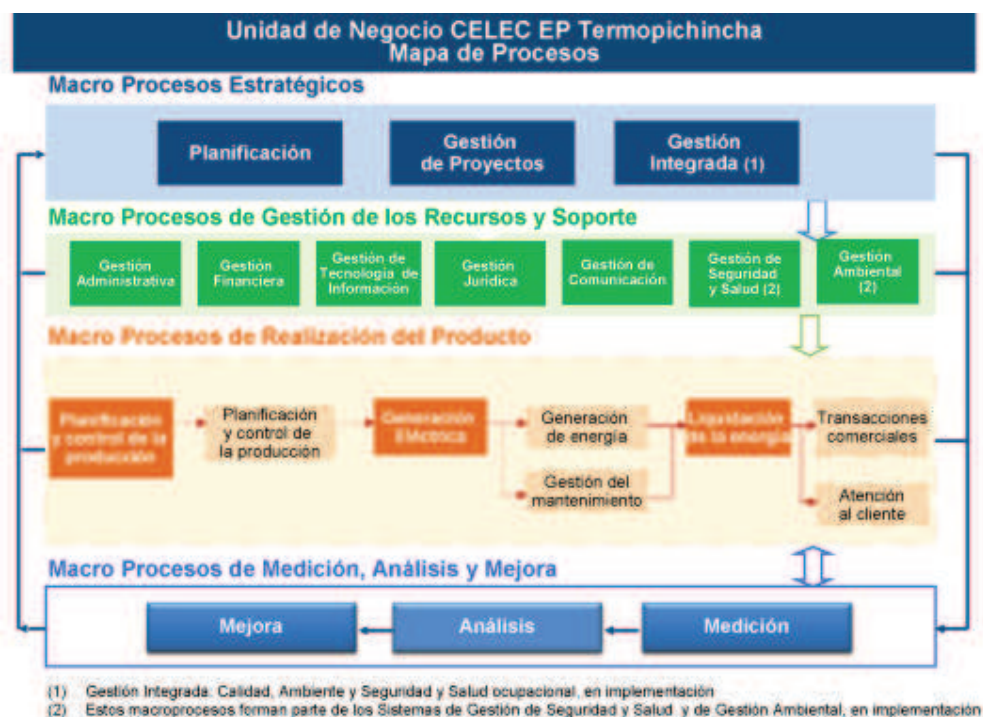 Unidad de Negocio CELEC EP Termopichincha
Mapa de Procesos
Macro Procesos Estratégicos
Planificación
Gestión
de Proyectos
Gestión
Integrada (1)
Macro Procesos de Gestión de los Recursos y Soporte
Gestión
Administrativa
Gestión
Financiera
Gestión de
Tecnología de
Información
Gestión
Jurídica
Gestión de
Comunicación
Gestión de
Seguridad
y Salud (2)
Gestión
Ambiental
(2)
Macro Procesos de Realización del Producto
Planificación
y control de la
producción
Planificación
y control de
la producción
Generación
Eléctrica
Generación
de energía
Gestión del
mantenimiento
Liquidación
de la energía
Transacciones
comerciales
Atención
al cliente
Macro Procesos de Medición, Análisis y Mejora
Mejora
Análisis
Medición
(1) Gestión Integrada: Calidad, Ambiente y Seguridad y Salud ocupacional, en implementación
(2) Estos macroprocesos forman parte de los Sistemas de Gestión de Seguridad y Salud y de Gestión Ambiental, en implementación